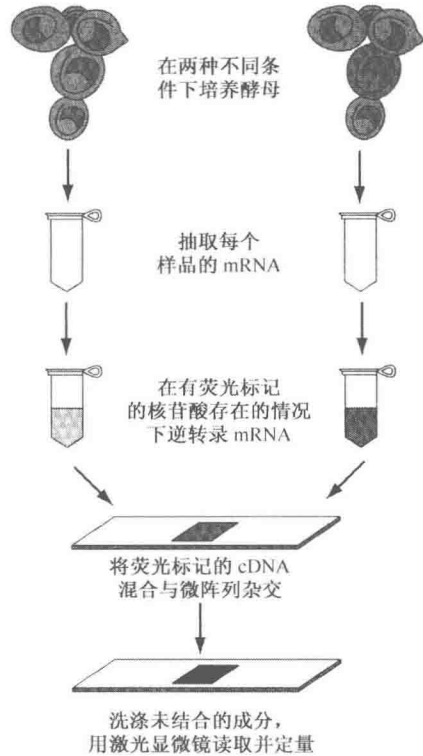 在两种不同条
件下培养酵母
抽取每个
样品的 mRNA
在有荧光标记
的核苷酸存在的情况
下逆转录 mRNA
将荧光标记的 cDNA
混合与微阵列杂交
洗涤未结合的成分，
用激光显微镜读取并定量